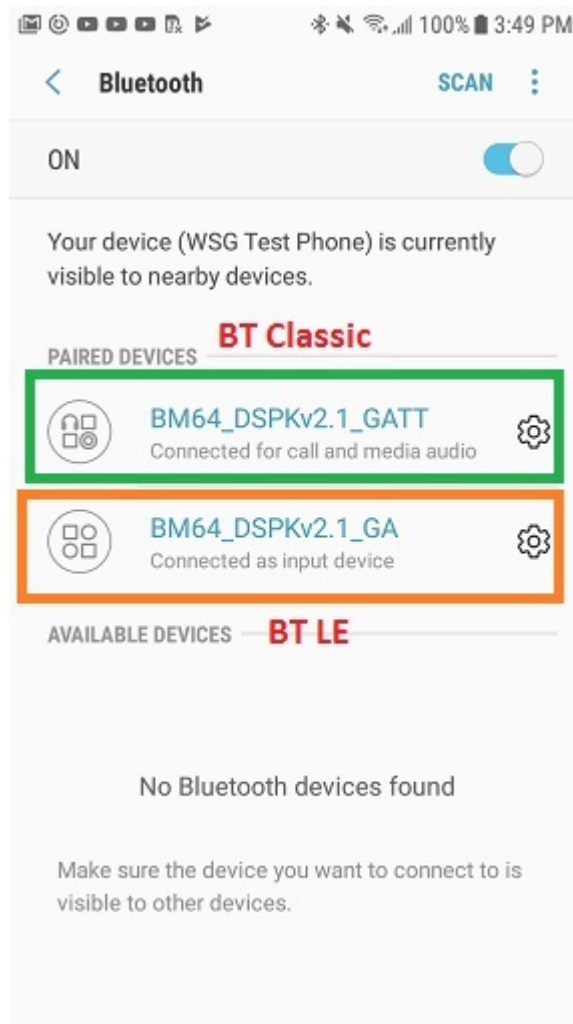 100% 3:49 PM
Bluetooth SCAN
ON
Your device (WSG Test Phone) is currently
visible to nearby devices.
BT Classic
PAIRED DEVICES
BM64_DSPKv2.1_GATT
Connected for call and media audio
BM64_DSPKv2.1_GA
Connected as input device
AVAILABLE DEVICES BT LE
No Bluetooth devices found
Make sure the device you want to connect to is
visible to other devices.